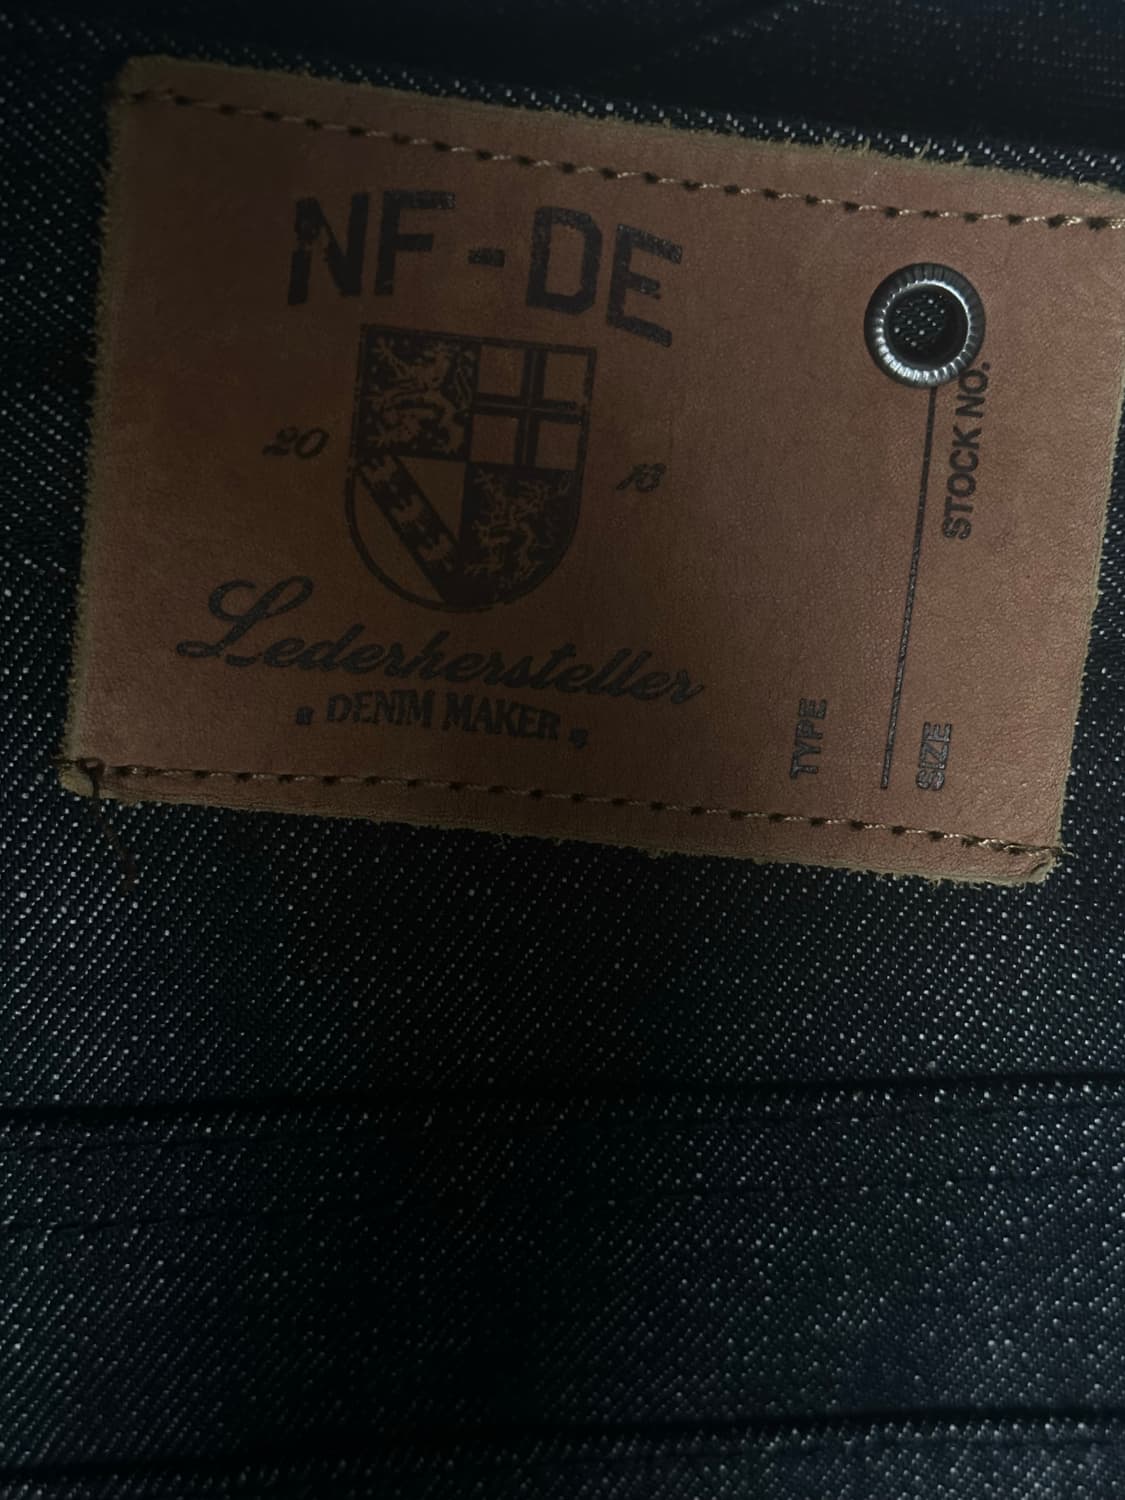 NF-DE
20 13
Lederhersteller
DENIM MAKER
TYPE
STOCK NO.
SIZE